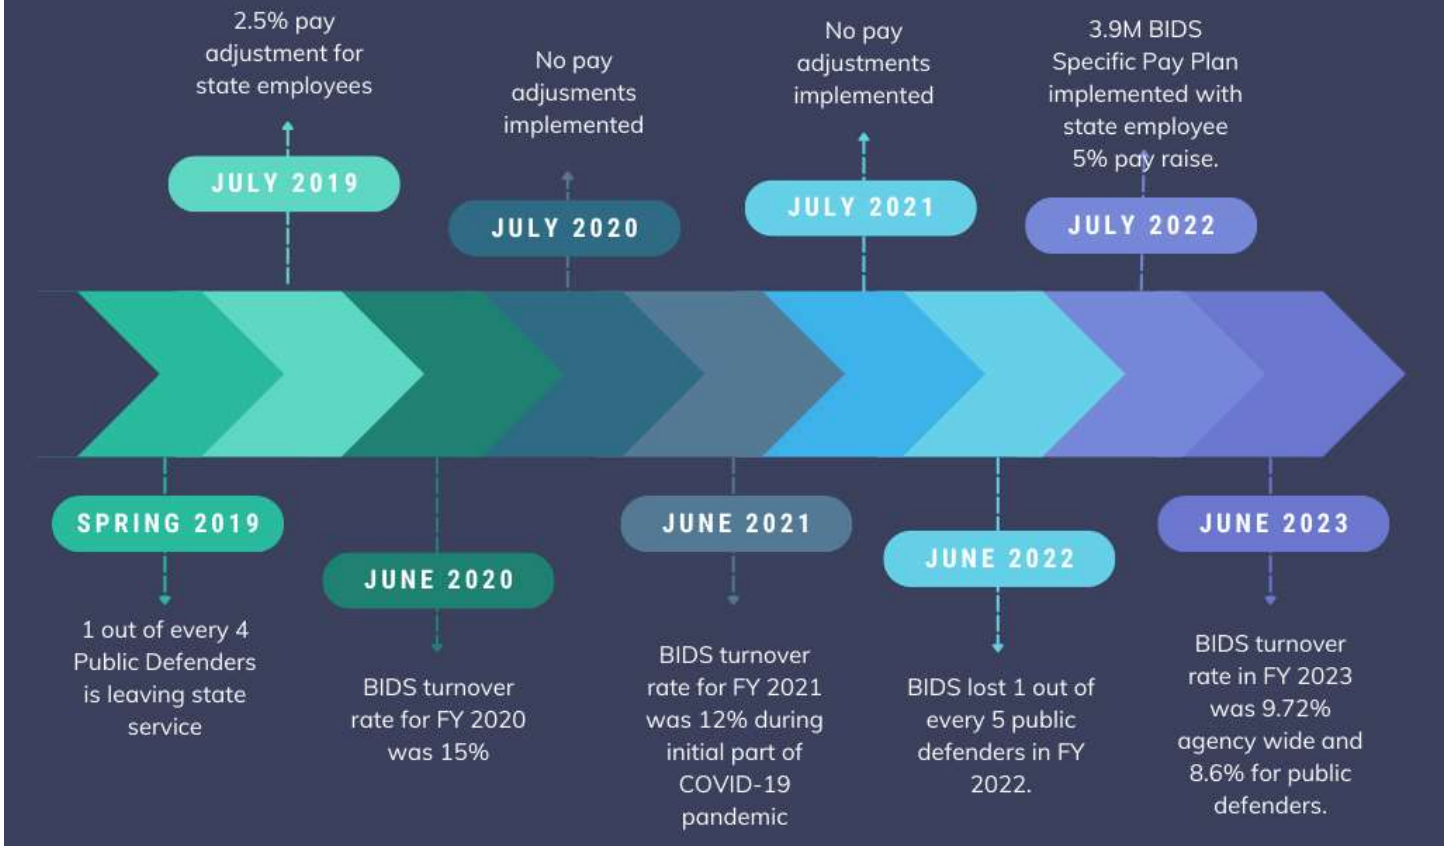 2.5% pay
adjustment for
state employees
JULY 2019
No pay
adjusments
implemented
JULY 2020
No pay
adjustments
implemented
JULY 2021
3.9M BIDS
Specific Pay Plan
implemented with
state employee
5% pay raise.
JULY 2022
SPRING 2019
1 out of every 4
Public Defenders
is leaving state
service
JUNE 2020
BIDS turnover
rate for FY 2020
was 15%
JUNE 2021
BIDS turnover
rate for FY 2021
was 12% during
initial part of
COVID-19
pandemic
JUNE 2022
BIDS lost 1 out of
every 5 public
defenders in FY
2022.
JUNE 2023
BIDS turnover
rate in FY 2023
was 9.72%
agency wide and
8.6% for public
defenders.